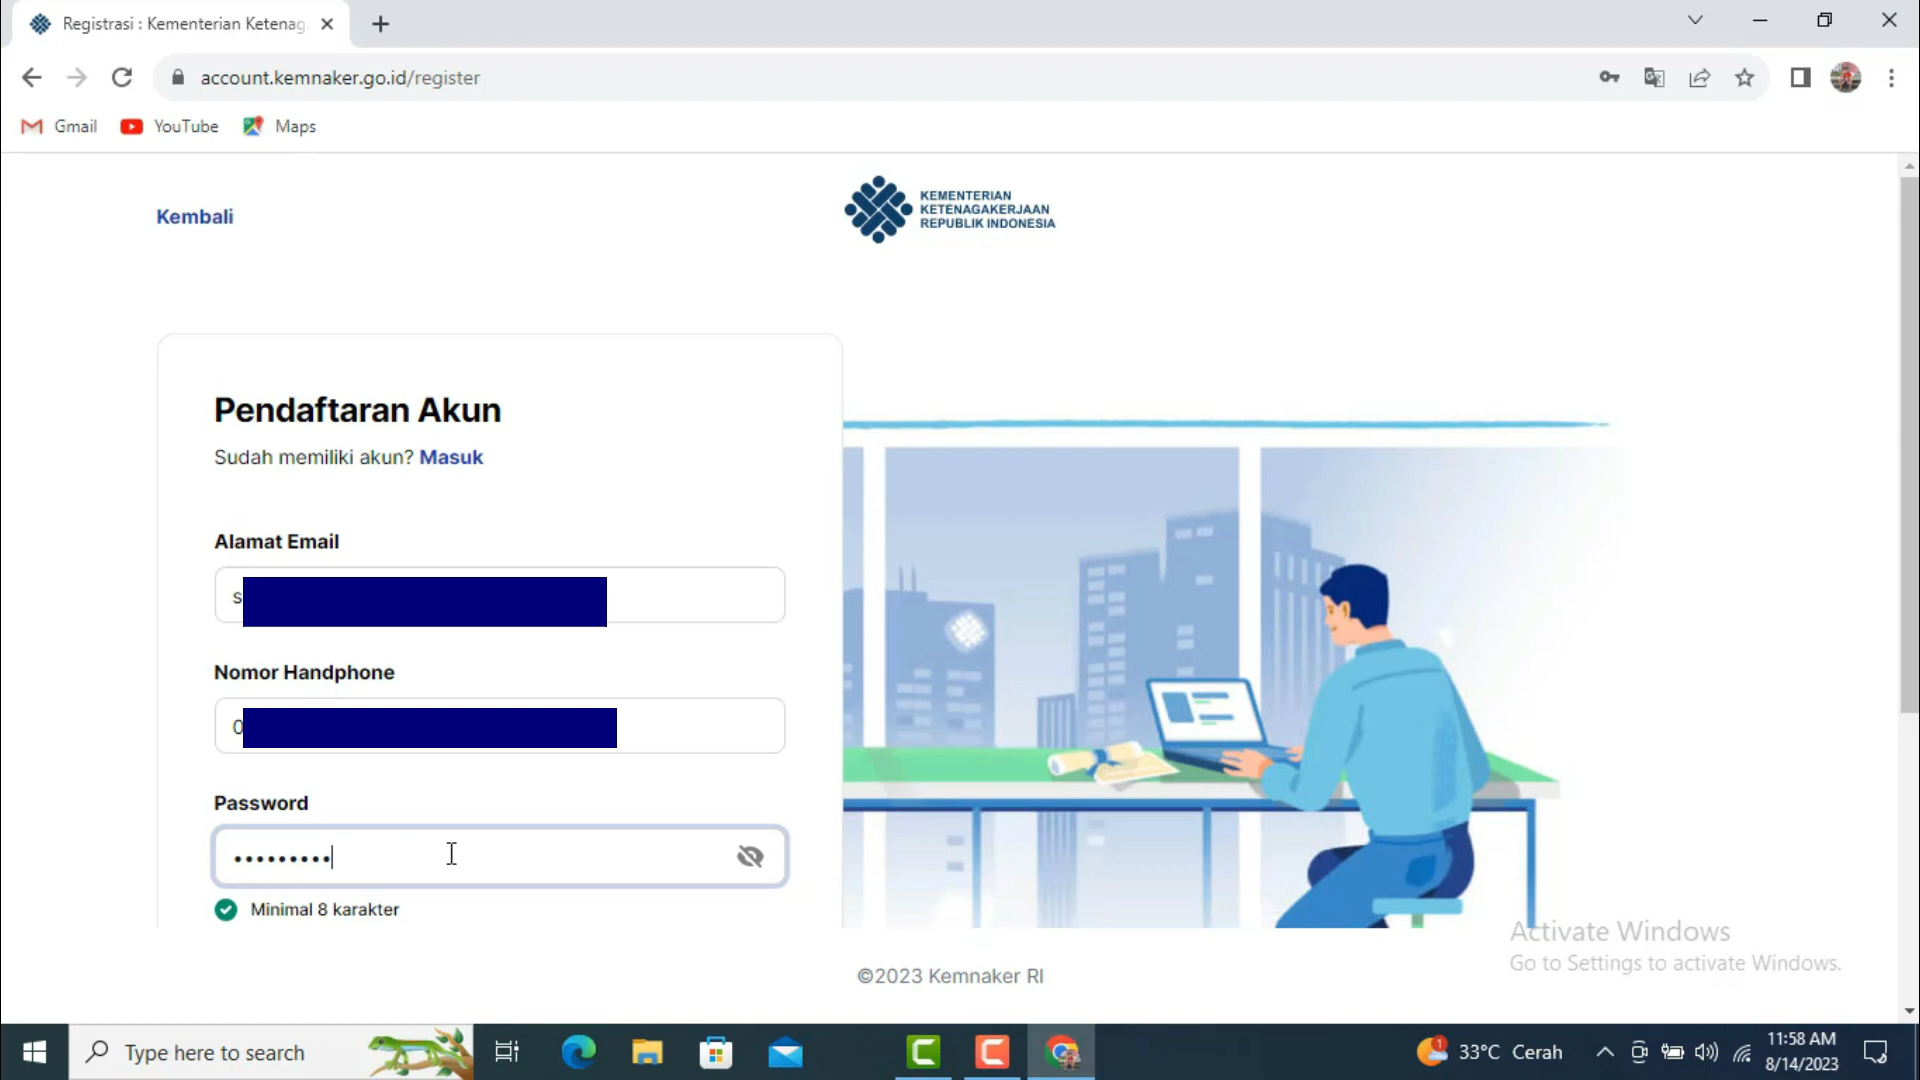 Registrasi : Kementerian Ketenag
account.kemnaker.go.id/register
Gmail
YouTube
Maps
Kembali
KEMENTERIAN
KETENAGAKERJAAN
REPUBLIK INDONESIA
Pendaftaran Akun
Sudah memiliki akun? Masuk
Alamat Email
s
Nomor Handphone
0
Password
•••••••••
Minimal 8 karakter
Activate Windows
Go to Settings to activate Windows.
©2023 Kemnaker RI
Type here to search
1
33°C Cerah
11:58 AM
8/14/2023